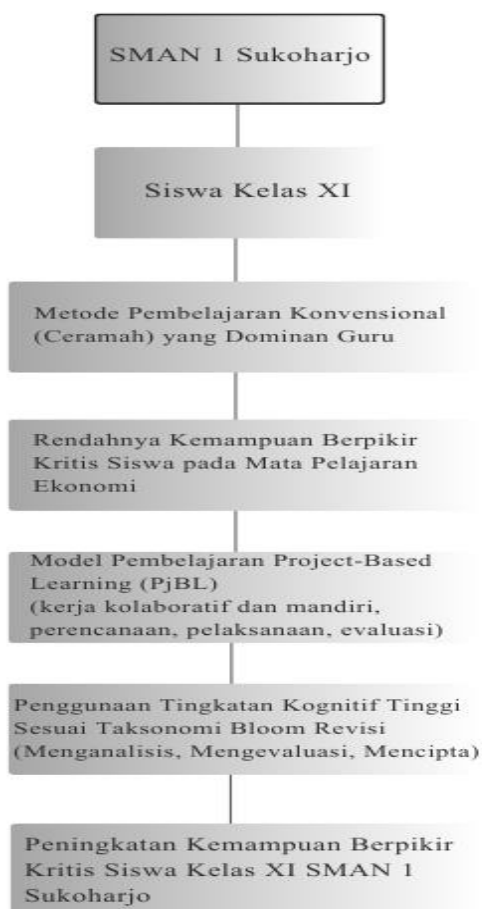 SMAN 1 Sukoharjo
Siswa Kelas XI
Metode Pembelajaran Konvensional
(Ceramah) yang Dominan Guru
Rendahnya Kemampuan Berpikir
Kritis Siswa pada Mata Pelajaran
Ekonomi
Model Pembelajaran Project-Based
Learning (PjBL)
(kerja kolaboratif dan mandiri,
perencanaan, pelaksanaan, evaluasi)
Penggunaan Tingkatan Kognitif Tinggi
Sesuai Taksonomi Bloom Revisi
(Menganalisis, Mengevaluasi, Mencipta)
Peningkatan Kemampuan Berpikir
Kritis Siswa Kelas XI SMAN 1
Sukoharjo